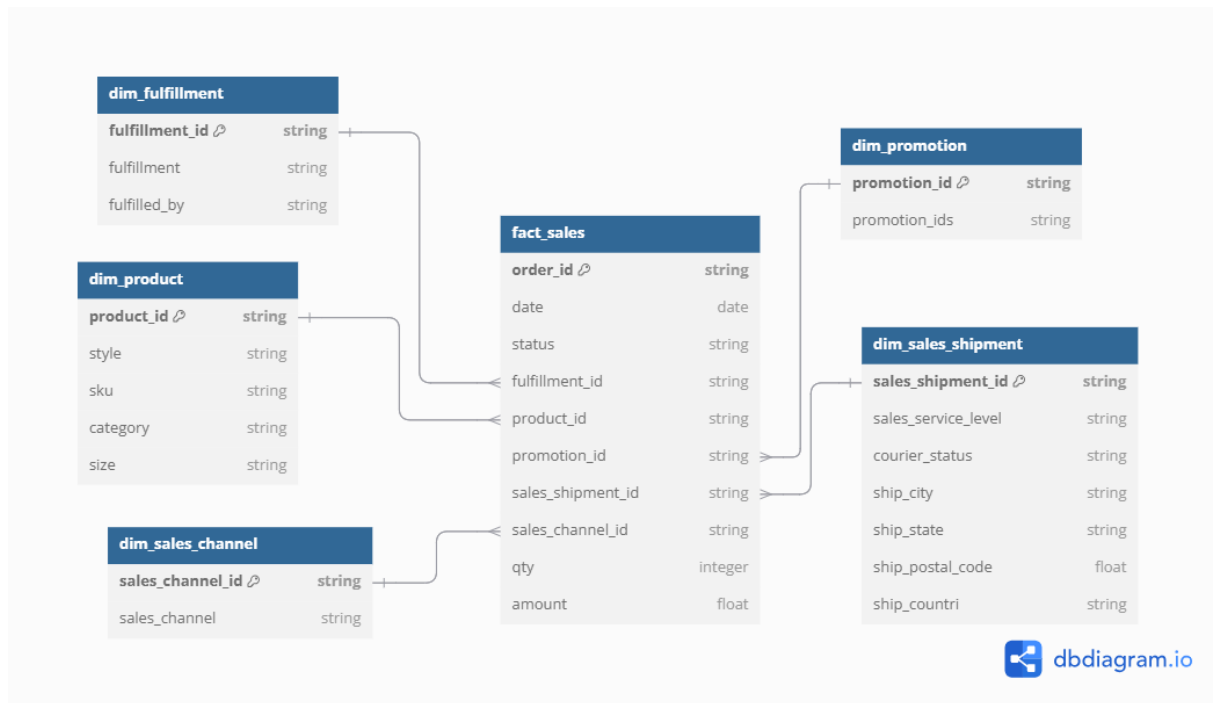 dim_fulfillment
fulfillment_id string
fulfillment string
fulfilled_by string
dim_product
product_id string
style string
sku string
category string
size string
dim_sales_channel
sales_channel_id string
sales_channel string
fact_sales
order_id string
date date
status string
fulfillment_id string
product_id string
promotion_id string
sales_shipment_id string
sales_channel_id string
qty integer
amount float
dim_promotion
promotion_id string
promotion_ids string
dim_sales_shipment
sales_shipment_id string
sales_service_level string
courier_status string
ship_city string
ship_state string
ship_postal_code float
ship_countri string
dbdiagram.io